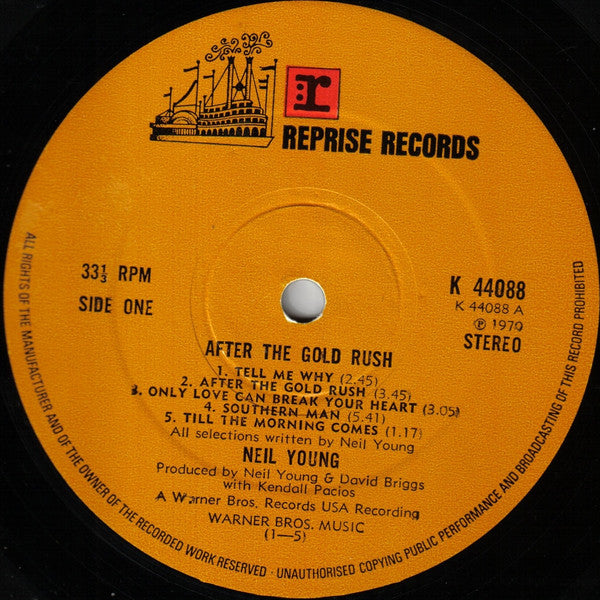 r
REPRISE RECORDS
33⅓ RPM
SIDE ONE
K 44088
K 44088 A
Ⓟ 1970
STEREO
AFTER THE GOLD RUSH
1. TELL ME WHY (2.45)
2. AFTER THE GOLD RUSH (3.45)
3. ONLY LOVE CAN BREAK YOUR HEART (3.05)
4. SOUTHERN MAN (5.41)
5. TILL THE MORNING COMES (1.17)
All selections written by Neil Young
NEIL YOUNG
Produced by Neil Young & David Briggs
with Kendall Pacios
A Warner Bros. Records USA Recording
WARNER BROS. MUSIC
(1—5)
ALL RIGHTS OF THE MANUFACTURER AND OF THE OWNER OF THE RECORDED WORK RESERVED · UNAUTHORISED COPYING PUBLIC PERFORMANCE AND BROADCASTING OF THIS RECORD PROHIBITED